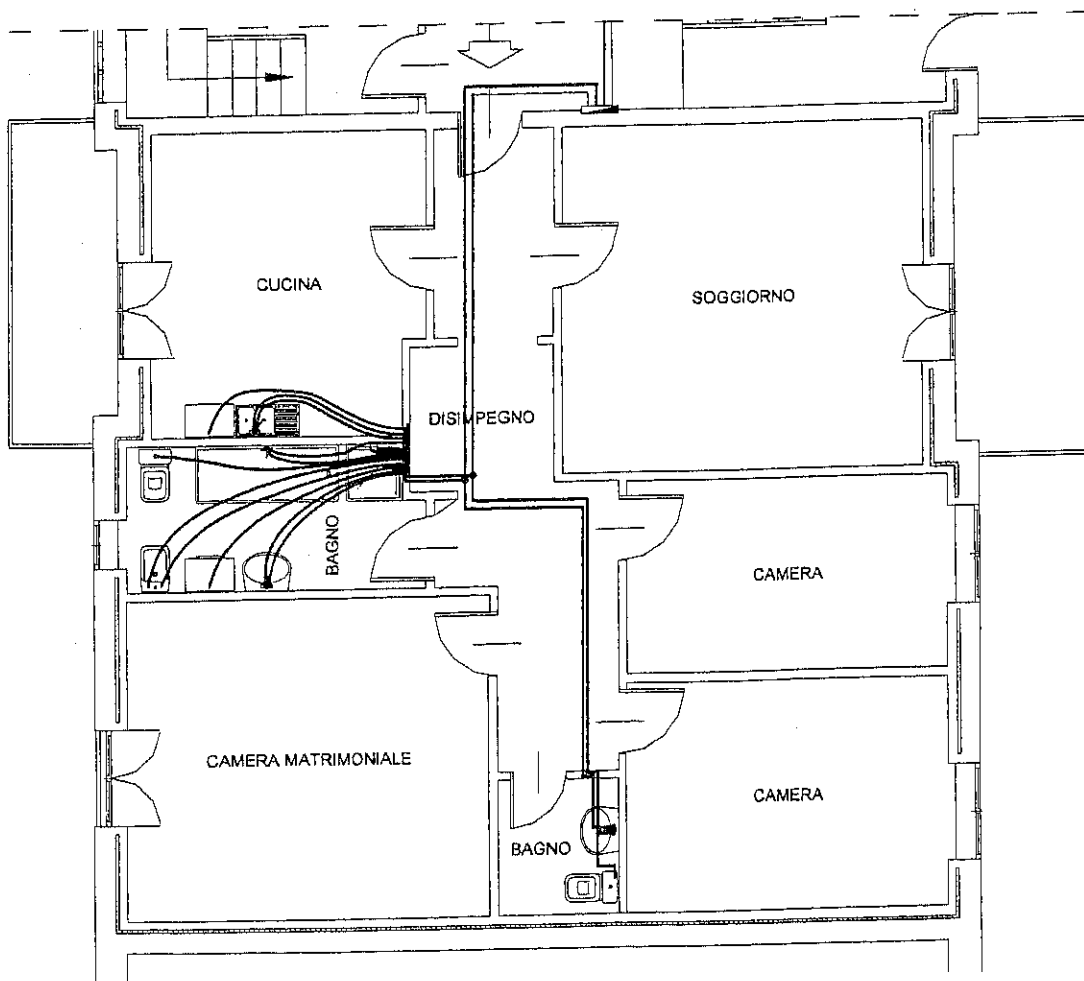 CUCINA
SOGGIORNO
DISIMPEGNO
BAGNO
CAMERA
CAMERA MATRIMONIALE
CAMERA
BAGNO